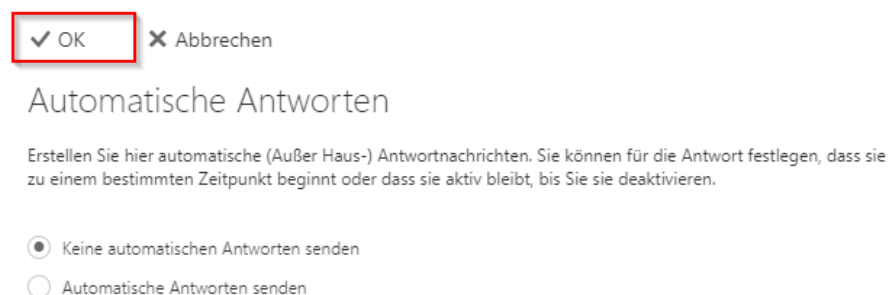 OK Abbrechen
Automatische Antworten
Erstellen Sie hier automatische (Außer Haus-) Antwortnachrichten. Sie können für die Antwort festlegen, dass sie
zu einem bestimmten Zeitpunkt beginnt oder dass sie aktiv bleibt, bis Sie sie deaktivieren.
Keine automatischen Antworten senden
Automatische Antworten senden